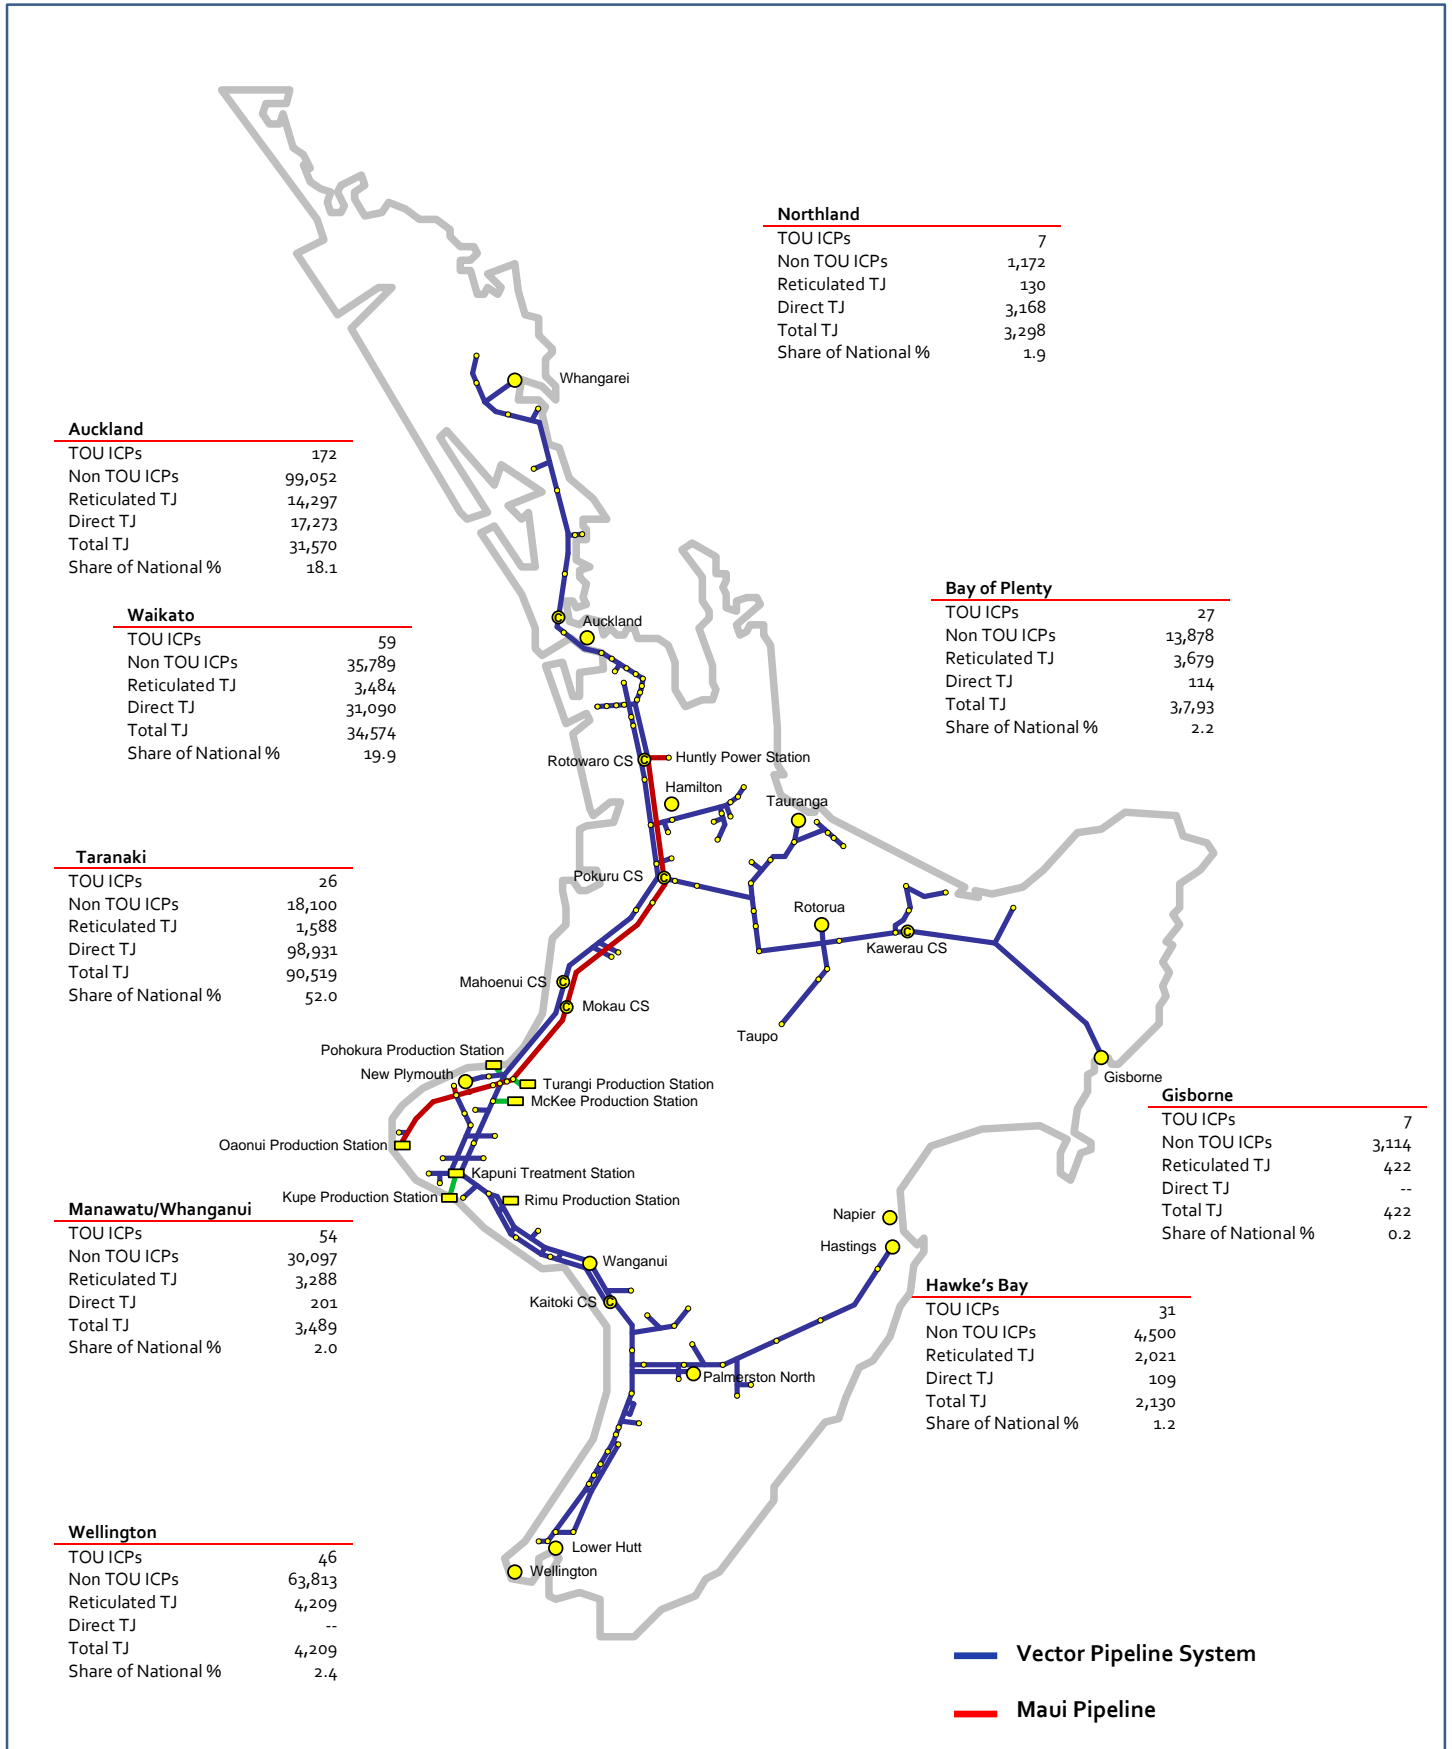 Northland
TOU ICPs 7
Non TOU ICPs 1,172
Reticulated TJ 130
Direct TJ 3,168
Total TJ 3,298
Share of National % 1.9
Whangarei
Auckland
TOU ICPs 172
Non TOU ICPs 99,052
Reticulated TJ 14,297
Direct TJ 17,273
Total TJ 31,570
Share of National % 18.1
Bay of Plenty
TOU ICPs 27
Non TOU ICPs 13,878
Reticulated TJ 3,679
Direct TJ 114
Total TJ 3,7,93
Share of National % 2.2
Waikato
TOU ICPs 59
Non TOU ICPs 35,789
Reticulated TJ 3,484
Direct TJ 31,090
Total TJ 34,574
Share of National % 19.9
C
Auckland
Rotowaro CS
C
Huntly Power Station
Hamilton
Tauranga
Taranaki
TOU ICPs 26
Non TOU ICPs 18,100
Reticulated TJ 1,588
Direct TJ 98,931
Total TJ 90,519
Share of National % 52.0
Pokuru CS
C
Rotorua
C
Kawerau CS
Mahoenui CS
C
C
Mokau CS
Taupo
Pohokura Production Station
New Plymouth
Turangi Production Station
McKee Production Station
Gisborne
Oaonui Production Station
Kapuni Treatment Station
Kupe Production Station
Rimu Production Station
Gisborne
TOU ICPs 7
Non TOU ICPs 3,114
Reticulated TJ 422
Direct TJ --
Total TJ 422
Share of National % 0.2
Manawatu/Whanganui
TOU ICPs 54
Non TOU ICPs 30,097
Reticulated TJ 3,288
Direct TJ 201
Total TJ 3,489
Share of National % 2.0
Napier
Hastings
Wanganui
Kaitoki CS
C
Hawke's Bay
TOU ICPs 31
Non TOU ICPs 4,500
Reticulated TJ 2,021
Direct TJ 109
Total TJ 2,130
Share of National % 1.2
Palmerston North
Wellington
TOU ICPs 46
Non TOU ICPs 63,813
Reticulated TJ 4,209
Direct TJ --
Total TJ 4,209
Share of National % 2.4
Lower Hutt
Wellington
Vector Pipeline System
Maui Pipeline